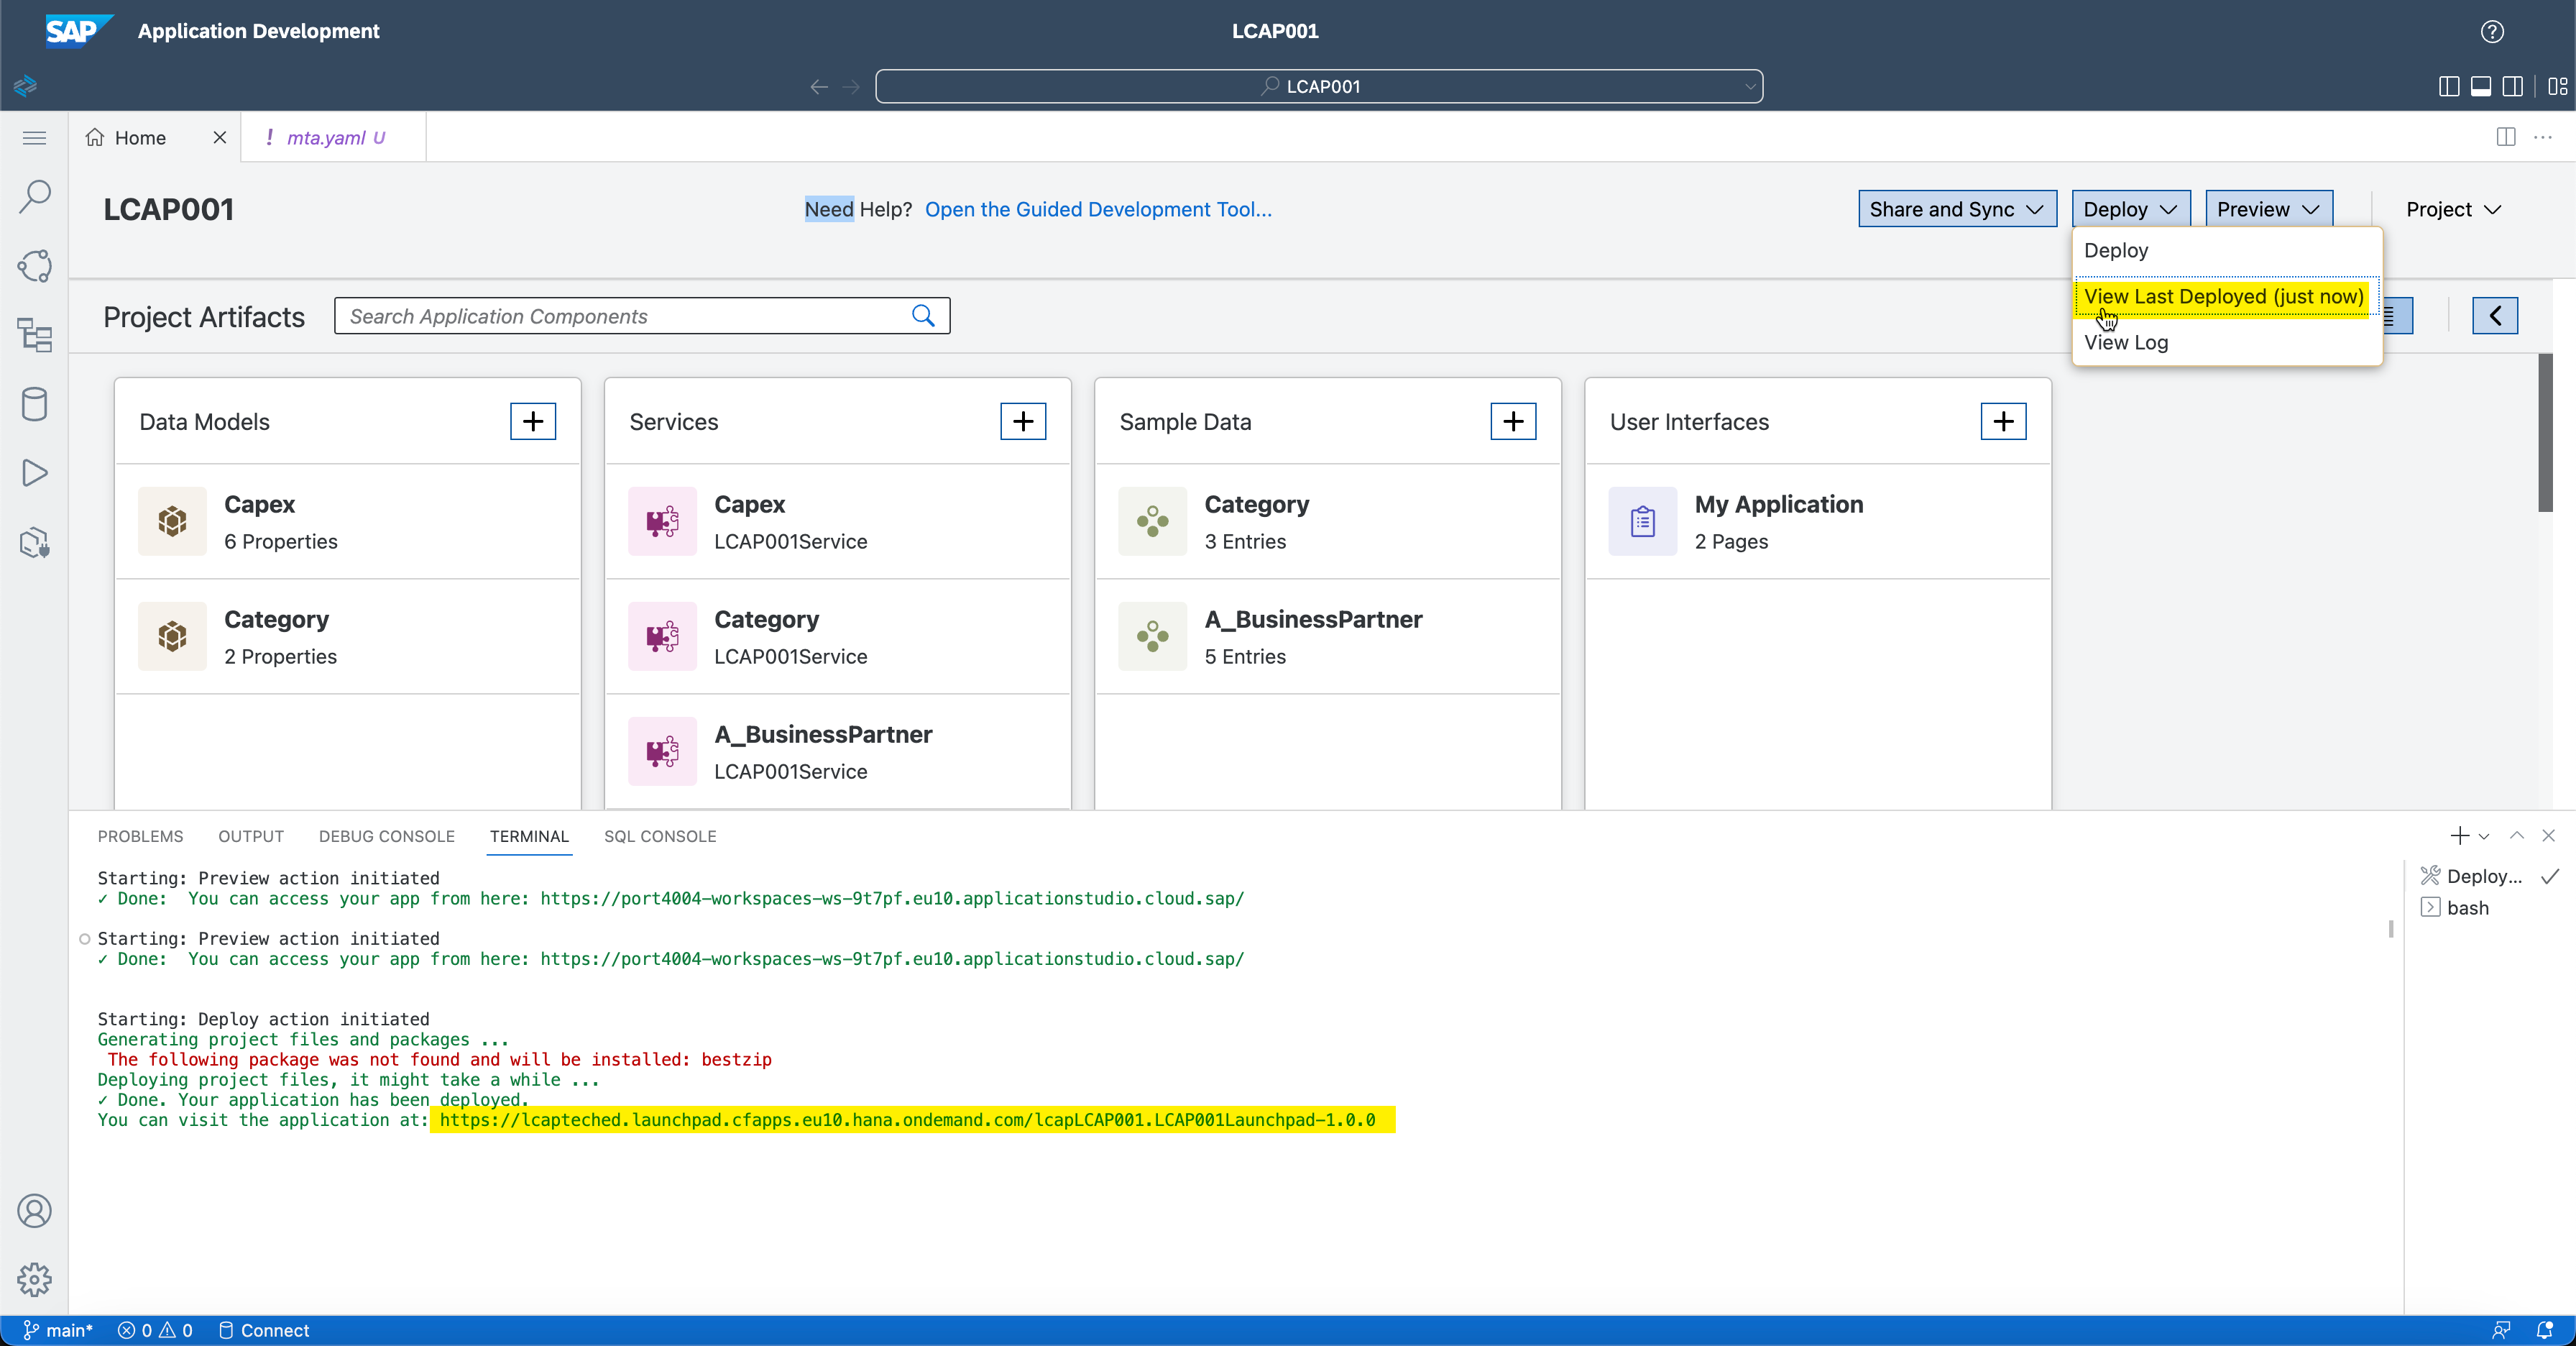 SAP Application Development
LCAP001
LCAP001
Home
! mta.yaml U
LCAP001
Need Help? Open the Guided Development Tool...
Share and Sync
Deploy
Preview
Project
Deploy
View Last Deployed (just now)
View Log
Project Artifacts
Search Application Components
Data Models
Capex
6 Properties
Category
2 Properties
Services
Capex
LCAP001Service
Category
LCAP001Service
A_BusinessPartner
LCAP001Service
Sample Data
Category
3 Entries
A_BusinessPartner
5 Entries
User Interfaces
My Application
2 Pages
PROBLEMS OUTPUT DEBUG CONSOLE TERMINAL SQL CONSOLE
Starting: Preview action initiated
✓ Done: You can access your app from here: https://port4004-workspaces-ws-9t7pf.eu10.applicationstudio.cloud.sap/
Starting: Preview action initiated
✓ Done: You can access your app from here: https://port4004-workspaces-ws-9t7pf.eu10.applicationstudio.cloud.sap/
Starting: Deploy action initiated
Generating project files and packages ...
The following package was not found and will be installed: bestzip
Deploying project files, it might take a while ...
✓ Done. Your application has been deployed.
You can visit the application at: https://lcapteched.launchpad.cfapps.eu10.hana.ondemand.com/lcapLCAP001.LCAP001Launchpad-1.0.0
Deploy...
bash
main* 0 0 Connect